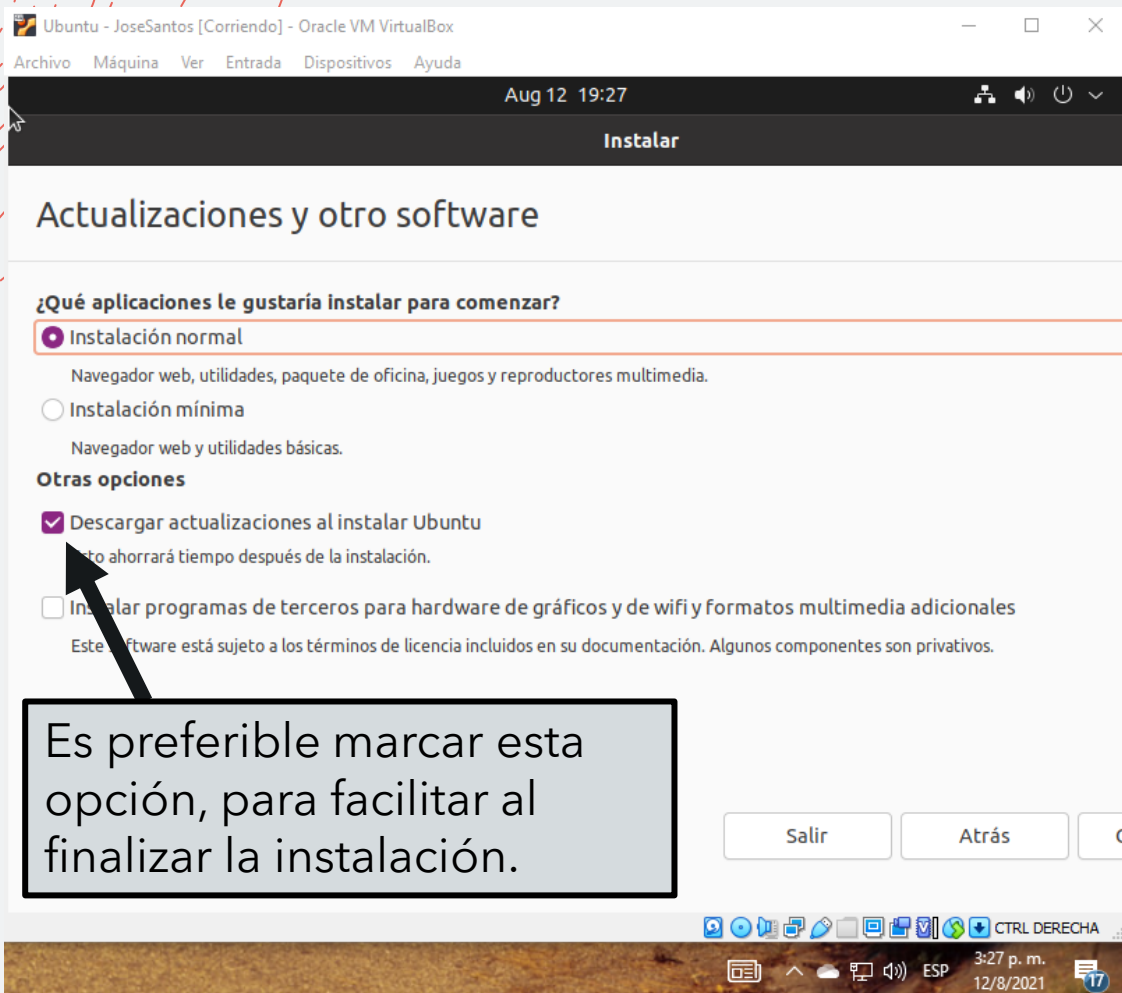 Ubuntu - JoseSantos [Corriendo] - Oracle VM VirtualBox
Archivo Máquina Ver Entrada Dispositivos Ayuda
Aug 12 19:27
Instalar
Actualizaciones y otro software
¿Qué aplicaciones le gustaría instalar para comenzar?
Instalación normal
Navegador web, utilidades, paquete de oficina, juegos y reproductores multimedia.
Instalación mínima
Navegador web y utilidades básicas.
Otras opciones
Descargar actualizaciones al instalar Ubuntu
sto ahorrará tiempo después de la instalación.
In alar programas de terceros para hardware de gráficos y de wifi y formatos multimedia adicionales
Este ftware está sujeto a los términos de licencia incluidos en su documentación. Algunos componentes son privativos.
Es preferible marcar esta
opción, para facilitar al
finalizar la instalación.
Salir Atrás
CTRL DERECHA
ESP 3:27 p. m.
12/8/2021 17